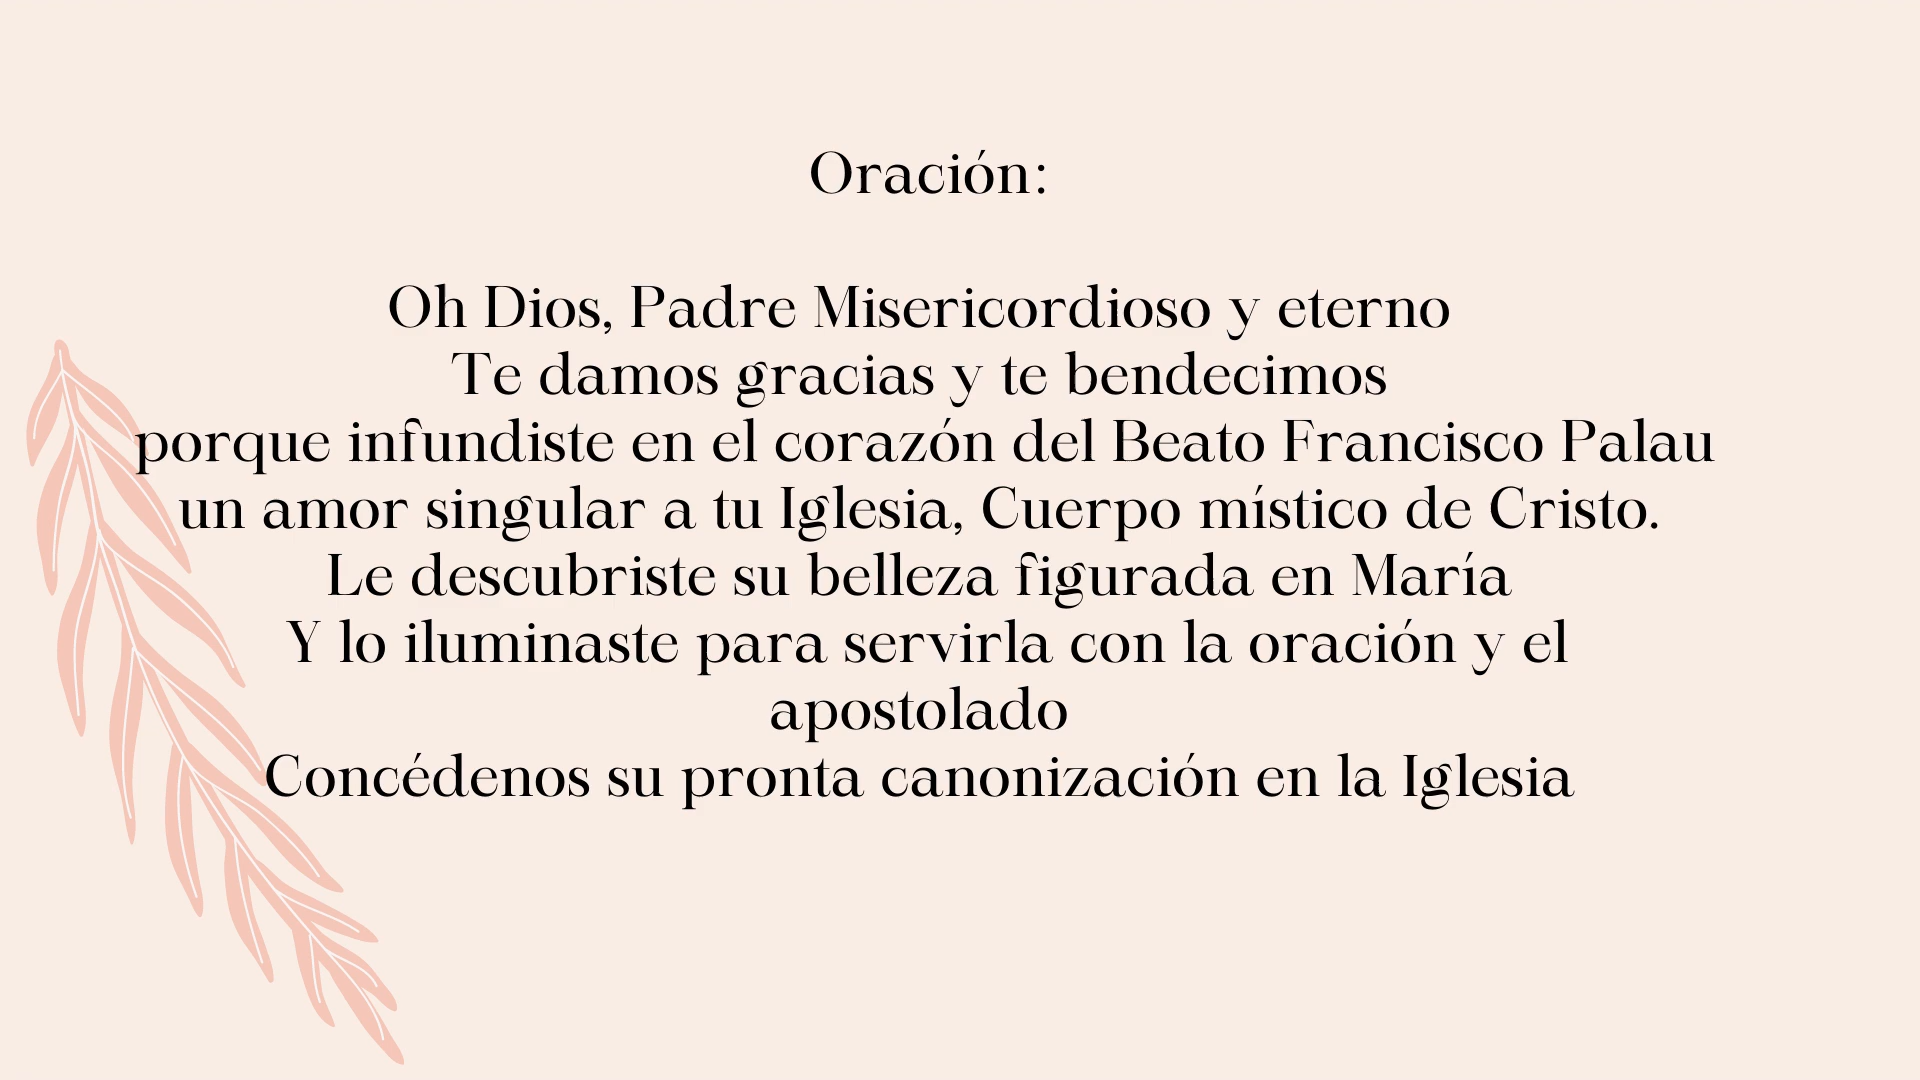 Oración:
Oh Dios, Padre Misericordioso y eterno
Te damos gracias y te bendecimos
porque infundiste en el corazón del Beato Francisco Palau
un amor singular a tu Iglesia, Cuerpo místico de Cristo.
Le descubriste su belleza figurada en María
Y lo iluminaste para servirla con la oración y el
apostolado
Concédenos su pronta canonización en la Iglesia